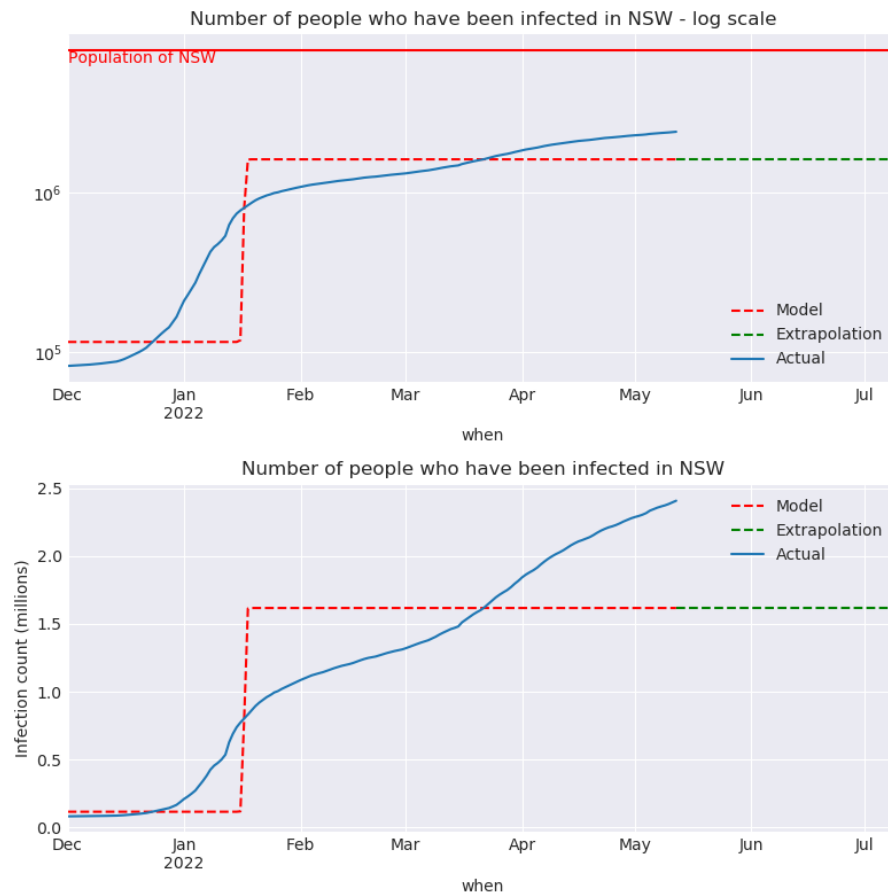 Number of people who have been infected in NSW - log scale
Population of NSW
10⁶
10⁵
Model
Extrapolation
Actual
Dec Jan Feb Mar Apr May Jun Jul
2022
when
Number of people who have been infected in NSW
Infection count (millions)
2.5
2.0
1.5
1.0
0.5
0.0
Model
Extrapolation
Actual
Dec Jan Feb Mar Apr May Jun Jul
2022
when